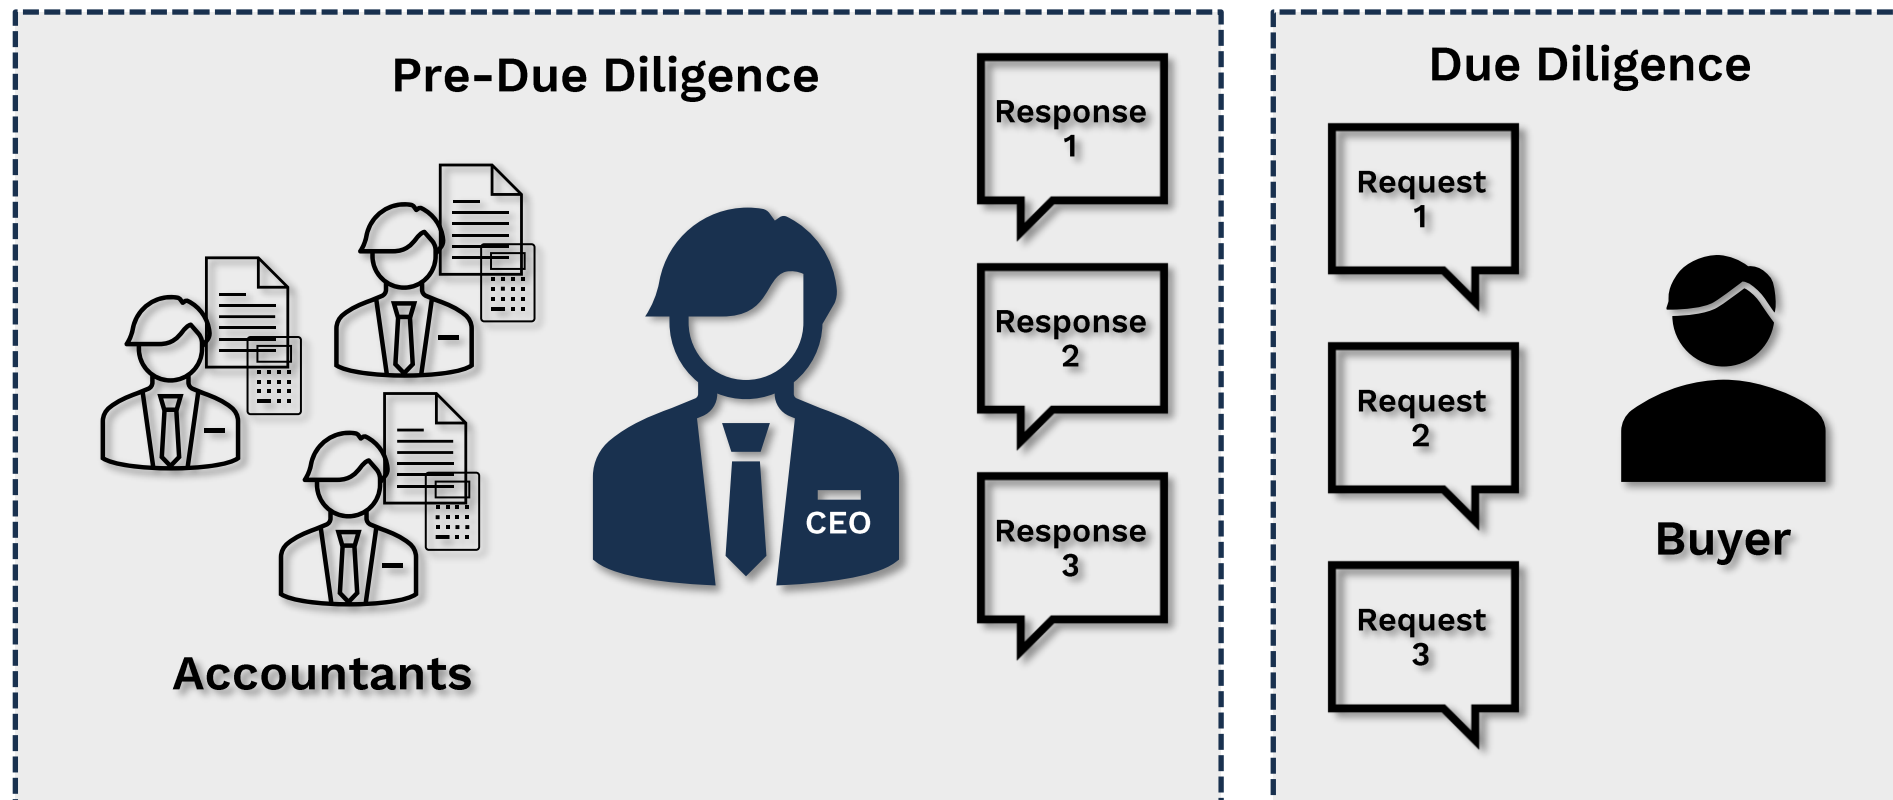 Pre-Due Diligence
Response
1
Response
2
Response
3
CEO
Accountants
Due Diligence
Request
1
Request
2
Request
3
Buyer